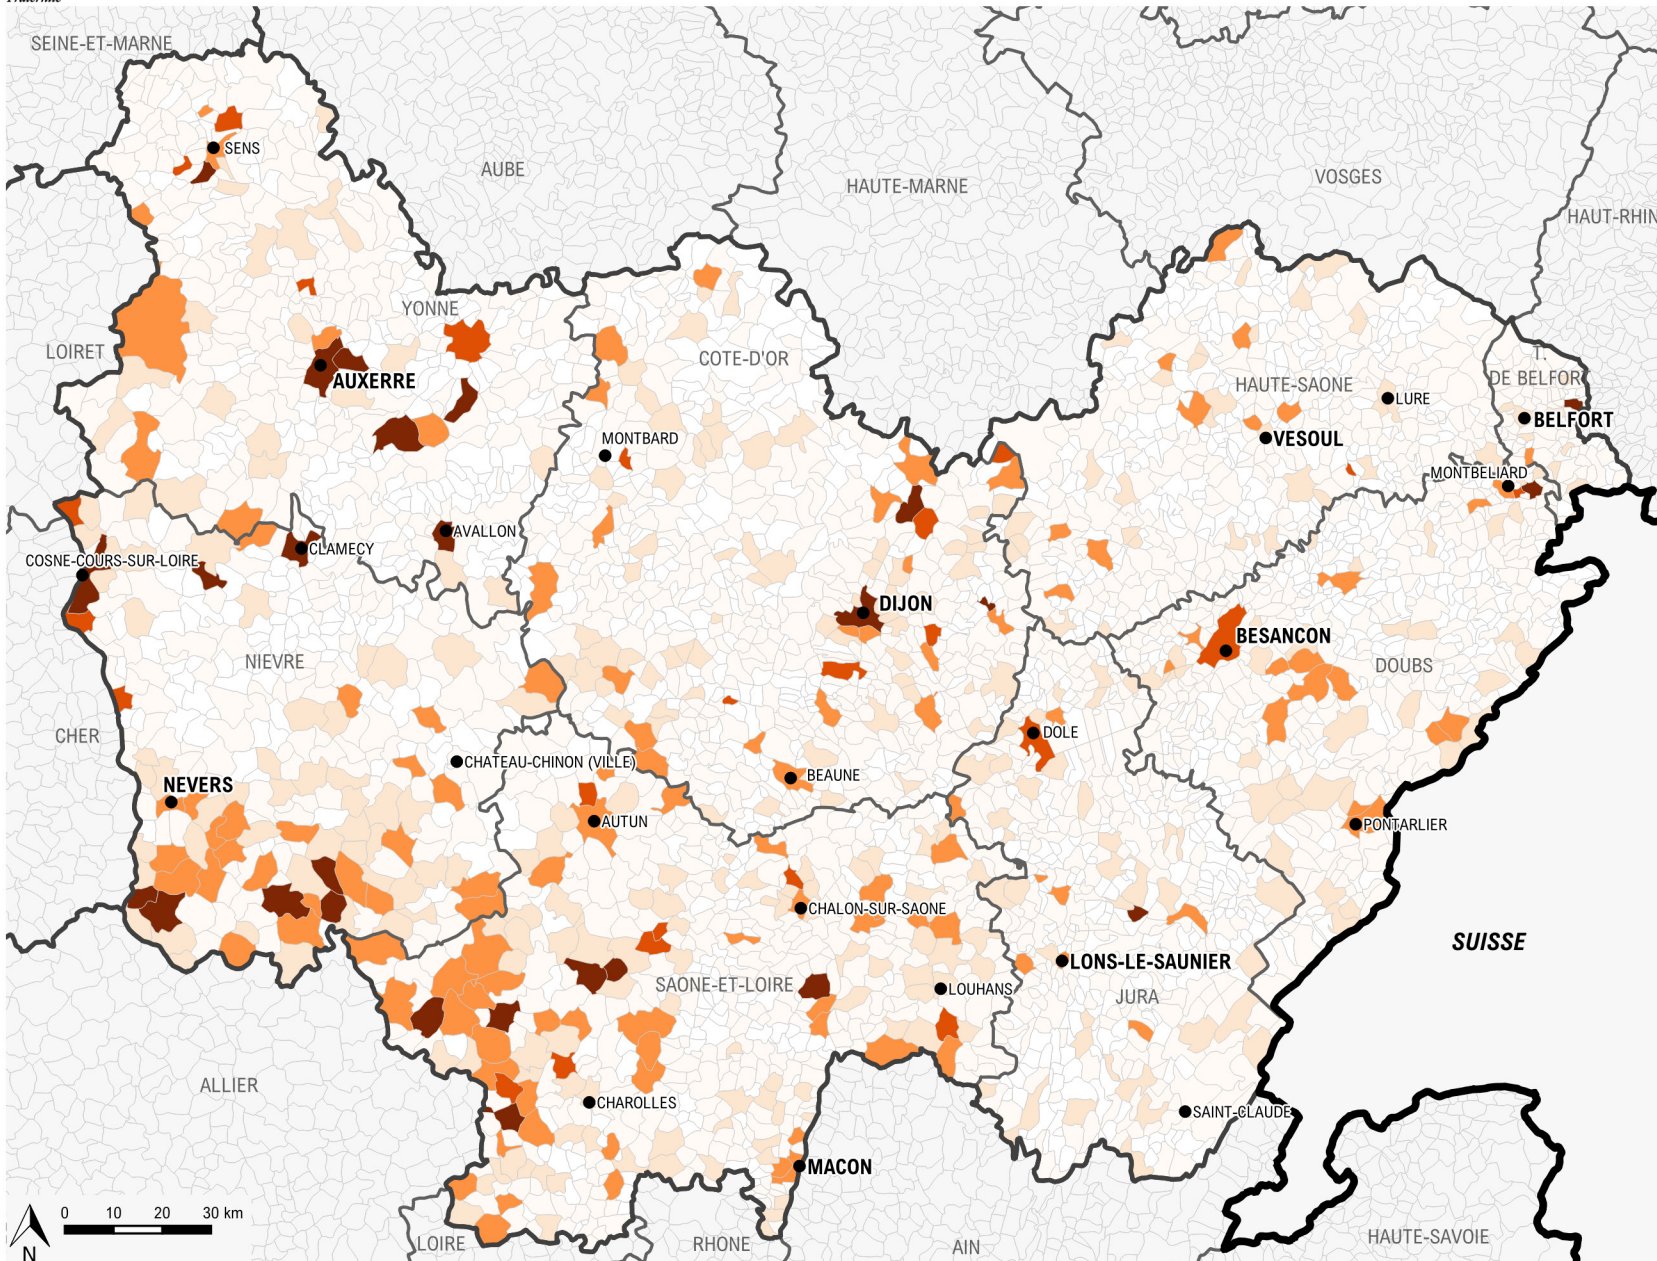 Fraternité
SEINE-ET-MARNE
SENS
AUBE
HAUTE-MARNE
VOSGES
HAUT-RHIN
YONNE
LOIRET
AUXERRE
COTE-D'OR
T.
DE BELFOR
HAUTE-SAONE
LURE
BELFORT
MONTBARD
VESOUL
MONTBELIARD
AVALLON
CLAMECY
COSNE-COURS-SUR-LOIRE
DIJON
BESANCON
NIEVRE
DOUBS
CHER
DOLE
CHATEAU-CHINON (VILLE)
BEAUNE
NEVERS
AUTUN
PONTARLIER
CHALON-SUR-SAONE
SUISSE
LONS-LE-SAUNIER
SAONE-ET-LOIRE
LOUHANS
JURA
ALLIER
CHAROLLES
SAINT-CLAUDE
MACON
0 10 20 30 km
N
LOIRE
RHONE
AIN
HAUTE-SAVOIE